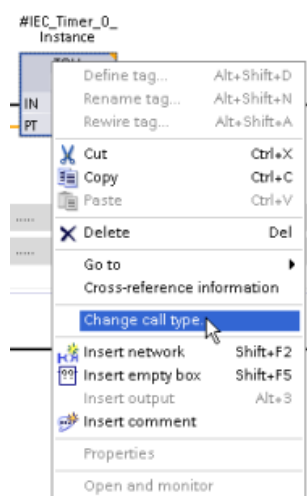 #IEC_Timer_0_
Instance
IN
PT
Define tag... Alt+Shift+D
Rename tag... Alt+Shift+N
Rewire tag... Alt+Shift+A
Cut Ctrl+X
Copy Ctrl+C
Paste Ctrl+V
Delete Del
Go to
Cross-reference information
Change call type...
Insert network Shift+F2
Insert empty box Shift+F5
Insert output Alt+3
Insert comment
Properties
Open and monitor
.....
.....